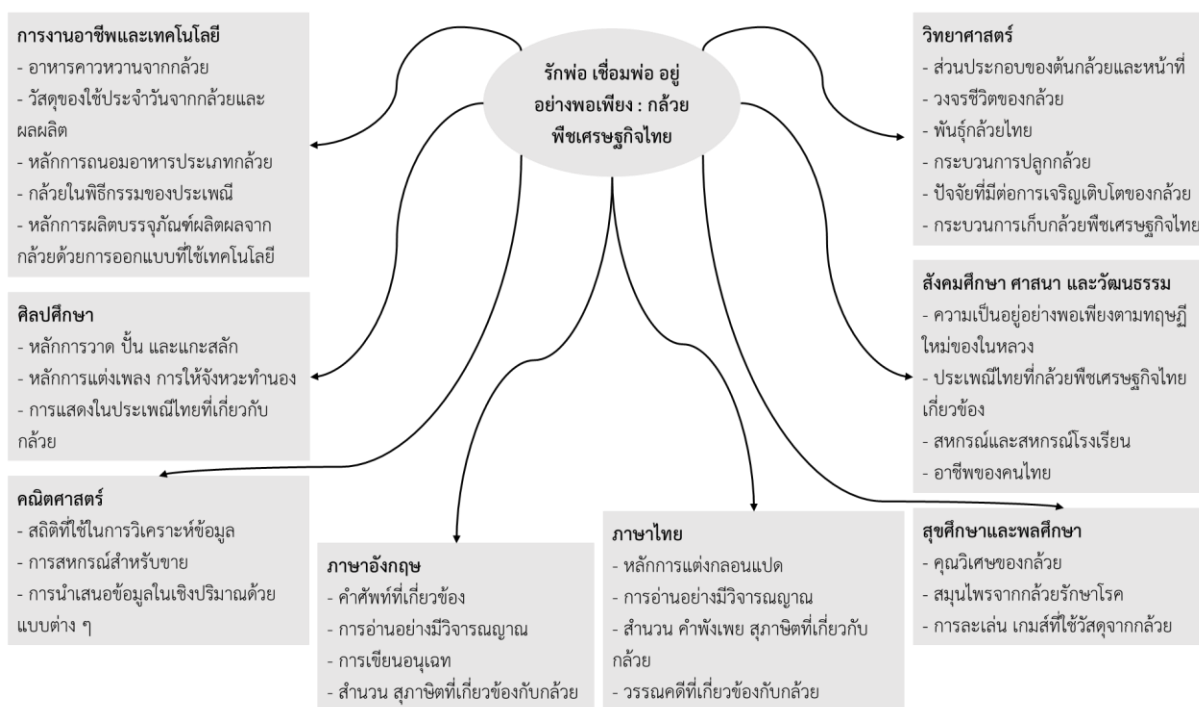 รักพ่อ เชื่อมพ่อ อยู่
อย่างพอเพียง : กล้วย
พืชเศรษฐกิจไทย
การงานอาชีพและเทคโนโลยี
- อาหารคาวหวานจากกล้วย
- วัสดุของใช้ประจำวันจากกล้วยและ
ผลผลิต
- หลักการถนอมอาหารประเภทกล้วย
- กล้วยในพิธีกรรมของประเพณี
- หลักการผลิตบรรจุภัณฑ์ผลิตผลจาก
กล้วยด้วยการออกแบบที่ใช้เทคโนโลยี
วิทยาศาสตร์
- ส่วนประกอบของต้นกล้วยและหน้าที่
- วงจรชีวิตของกล้วย
- พันธุ์กล้วยไทย
- กระบวนการปลูกกล้วย
- ปัจจัยที่มีต่อการเจริญเติบโตของกล้วย
- กระบวนการเก็บกล้วยพืชเศรษฐกิจไทย
ศิลปศึกษา
- หลักการวาด ปั้น และแกะสลัก
- หลักการแต่งเพลง การให้จังหวะทำนอง
- การแสดงในประเพณีไทยที่เกี่ยวกับ
กล้วย
สังคมศึกษา ศาสนา และวัฒนธรรม
- ความเป็นอยู่อย่างพอเพียงตามทฤษฎี
ใหม่ของในหลวง
- ประเพณีไทยที่กล้วยพืชเศรษฐกิจไทย
เกี่ยวข้อง
- สหกรณ์และสหกรณ์โรงเรียน
- อาชีพของคนไทย
คณิตศาสตร์
- สถิติที่ใช้ในการวิเคราะห์ข้อมูล
- การสหกรณ์สำหรับขาย
- การนำเสนอข้อมูลในเชิงปริมาณด้วย
แบบต่าง ๆ
ภาษาอังกฤษ
- คำศัพท์ที่เกี่ยวข้อง
- การอ่านอย่างมีวิจารณญาณ
- การเขียนอนุเฉท
- สำนวน สุภาษิตที่เกี่ยวข้องกับกล้วย
ภาษาไทย
- หลักการแต่งกลอนแปด
- การอ่านอย่างมีวิจารณญาณ
- สำนวน คำพังเพย สุภาษิตที่เกี่ยวกับ
กล้วย
- วรรณคดีที่เกี่ยวข้องกับกล้วย
สุขศึกษาและพลศึกษา
- คุณวิเศษของกล้วย
- สมุนไพรจากกล้วยรักษาโรค
- การละเล่น เกมส์ที่ใช้วัสดุจากกล้วย